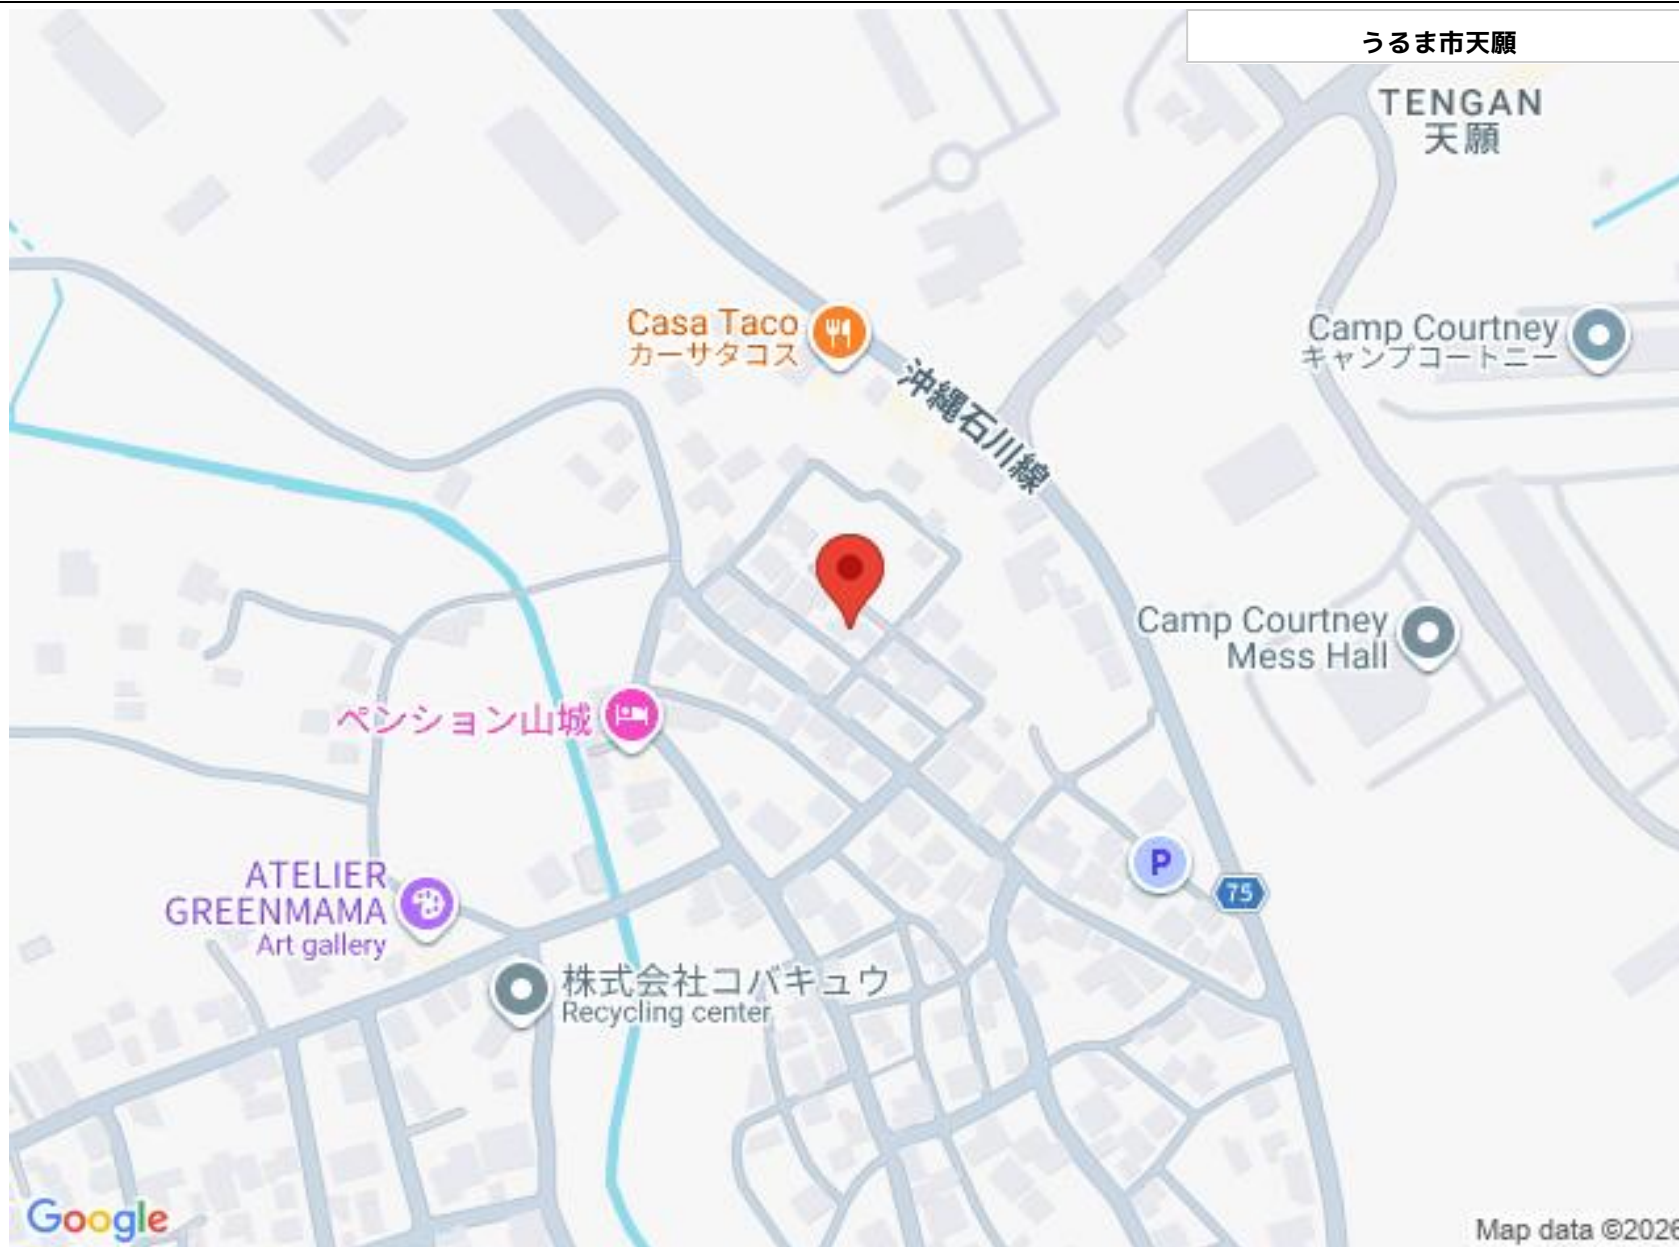 うるま市天願
TENGAN
天願
Casa Taco
カーサタコス
沖縄石川線
Camp Courtney
キャンプコートニー
Camp Courtney
Mess Hall
ペンション山城
P
75
ATELIER
GREENMAMA
Art gallery
株式会社コバキュウ
Recycling center
Google
Map data ©2026